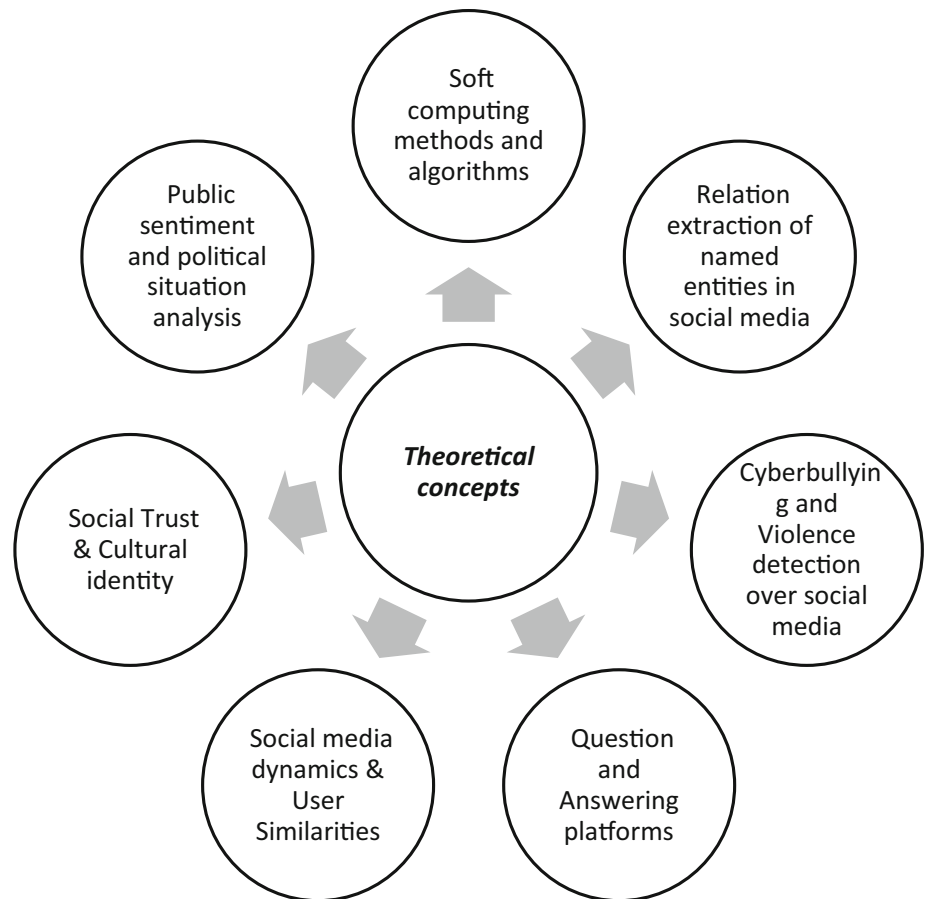 Soft
computing
methods and
algorithms
Public
sentiment
and political
situation
analysis
Relation
extraction of
named
entities in
social media
Theoretical
concepts
Social Trust
& Cultural
identity
Cyberbullyin
g and
Violence
detection
over social
media
Social media
dynamics &
User
Similarities
Question
and
Answering
platforms